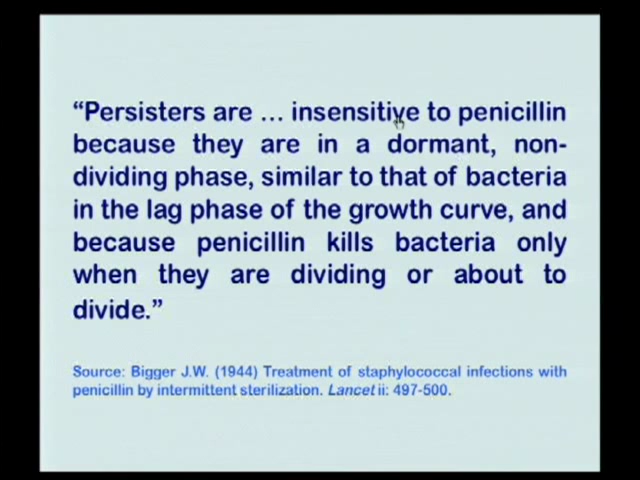 “Persisters are ... insensitive to penicillin
because they are in a dormant, non-
dividing phase, similar to that of bacteria
in the lag phase of the growth curve, and
because penicillin kills bacteria only
when they are dividing or about to
divide.”
Source: Bigger J.W. (1944) Treatment of staphylococcal infections with
penicillin by intermittent sterilization. Lancet ii: 497-500.